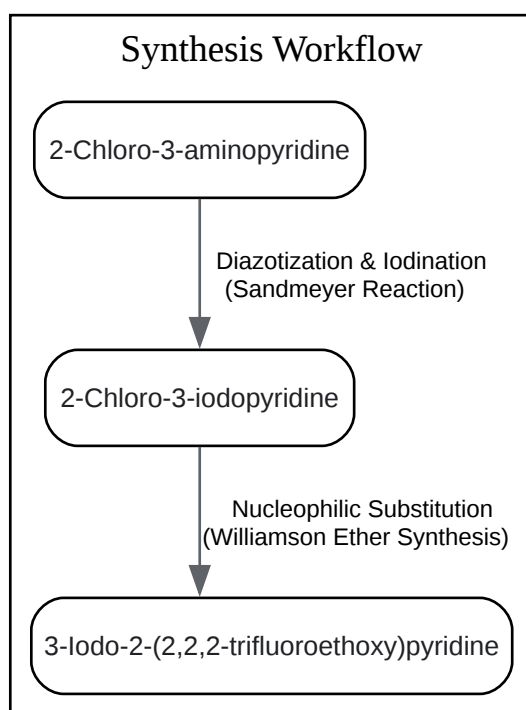 Synthesis Workflow
2-Chloro-3-aminopyridine
Diazotization & Iodination
(Sandmeyer Reaction)
2-Chloro-3-iodopyridine
Nucleophilic Substitution
(Williamson Ether Synthesis)
3-Iodo-2-(2,2,2-trifluoroethoxy)pyridine